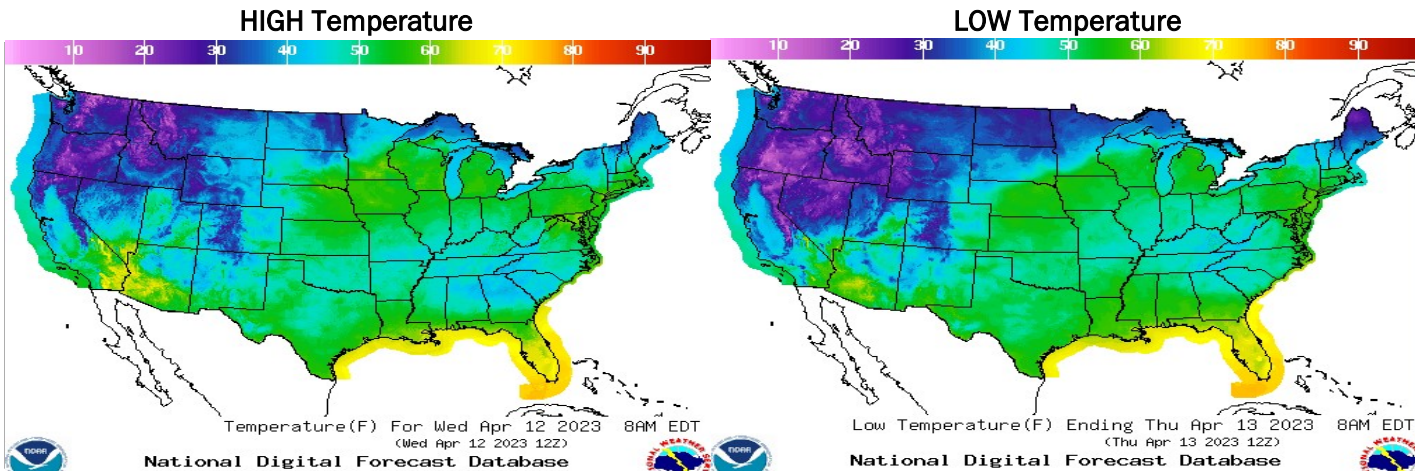 HIGH Temperature
10 20 30 40 50 60 70 80 90
Temperature(F) For Wed Apr 12 2023 8AM EDT
(Wed Apr 12 2023 12Z)
National Digital Forecast Database
NOAA
LOW Temperature
10 20 30 40 50 60 70 80 90
Low Temperature(F) Ending Thu Apr 13 2023 8AM EDT
(Thu Apr 13 2023 12Z)
National Digital Forecast Database
NOAA